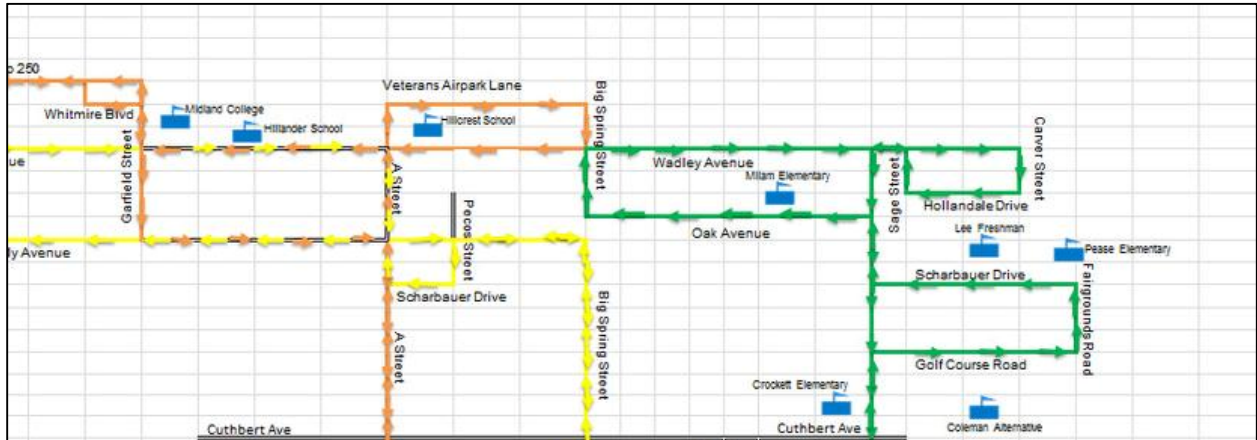 o 250
Veterans Airpark Lane
Big Spring Street
Whitmire Blvd
Midland College
Hillander School
Hillcrest School
Carver Street
ue
Wadley Avenue
Garfield Street
A Street
Milam Elementary
Sage Street
Hollandale Drive
Pecos Street
Oak Avenue
Lee Freshman
ly Avenue
Pease Elementary
Scharbauer Drive
Scharbauer Drive
Fairgrounds Road
Big Spring Street
A Street
Golf Course Road
Crockett Elementary
Cuthbert Ave
Cuthbert Ave
Coleman Alternative